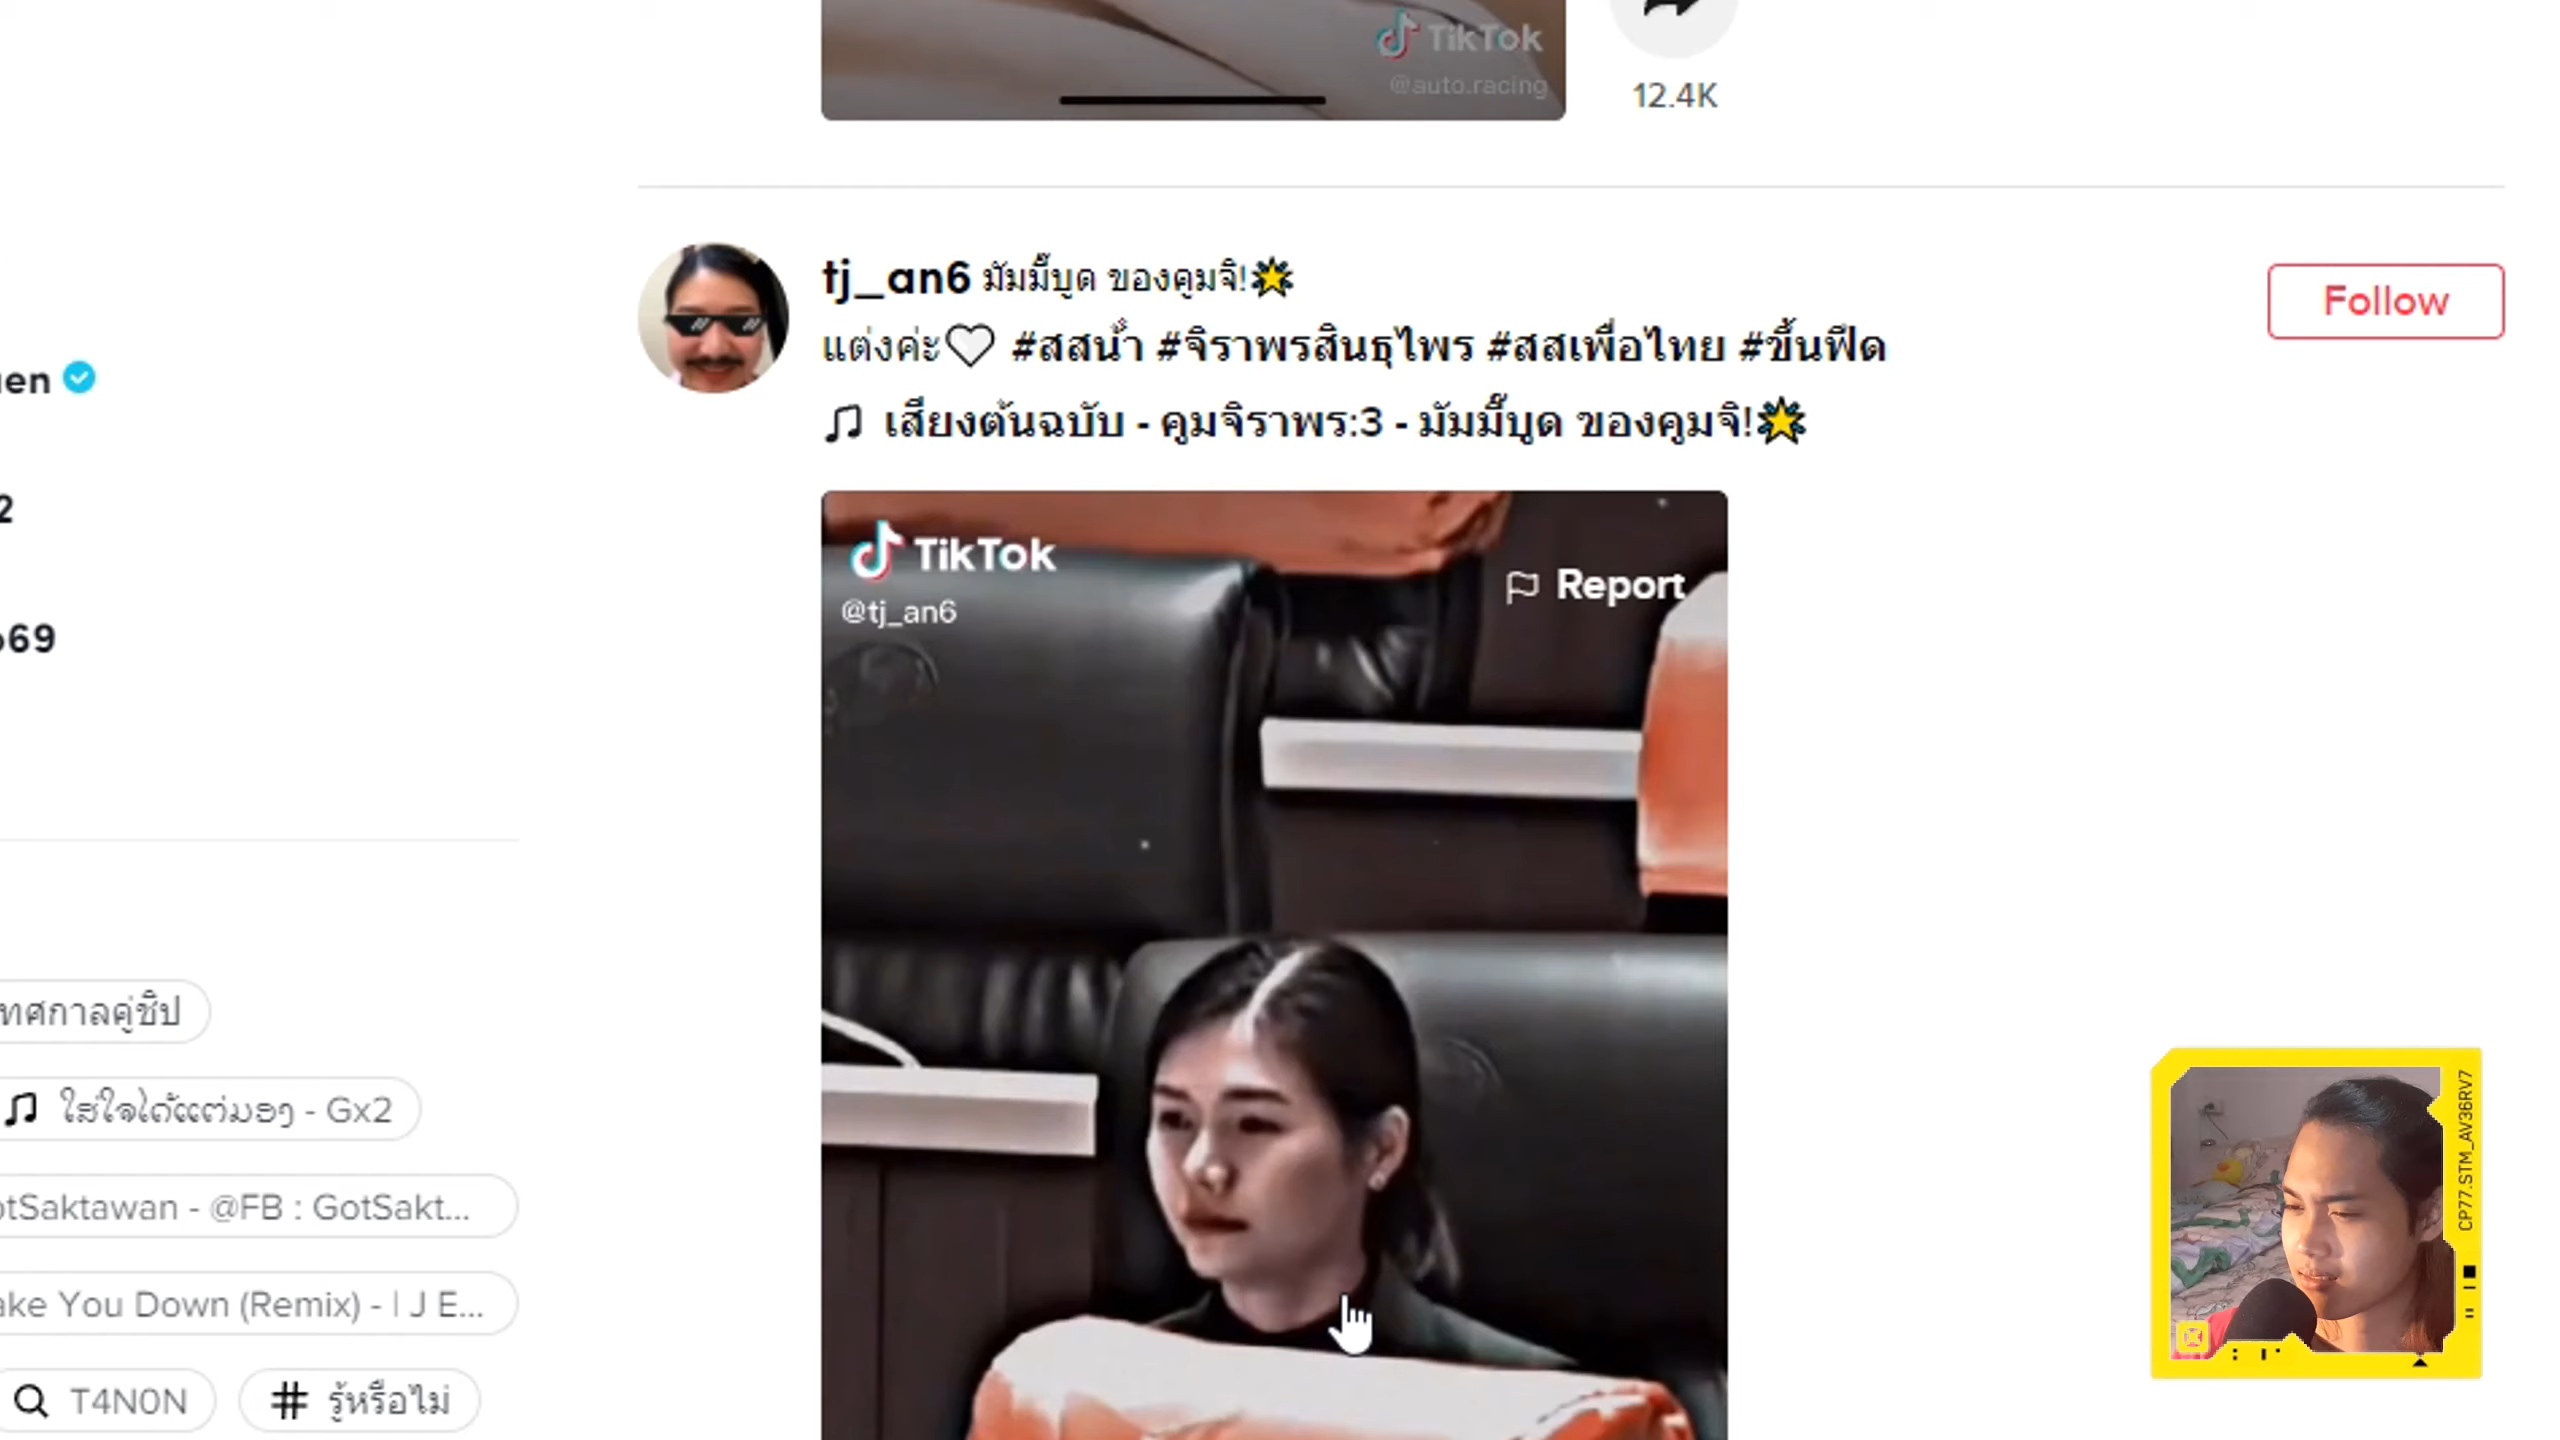 TikTok
@auto.racing
12.4K
tj_an6 มัมมี๊บูด ของคูมจิ!🌟
แต่งค่ะ🤍 #สสน้ํา #จิราพรสินธุไพร #สสเพื่อไทย #ขึ้นฟีด
Follow
♫ เสียงต้นฉบับ - คูมจิราพร:3 - มัมมี๊บูด ของคูมจิ!🌟
TikTok
@tj_an6
Report
2
69
ทศกาลคู่ชิป
♫ ใส่ใจได้แต่มอง - Gx2
otSaktawan - @FB : GotSakt...
ake You Down (Remix) - I J E...
T4N0N
# รู้หรือไม่
CP77.STM_AV36RV7